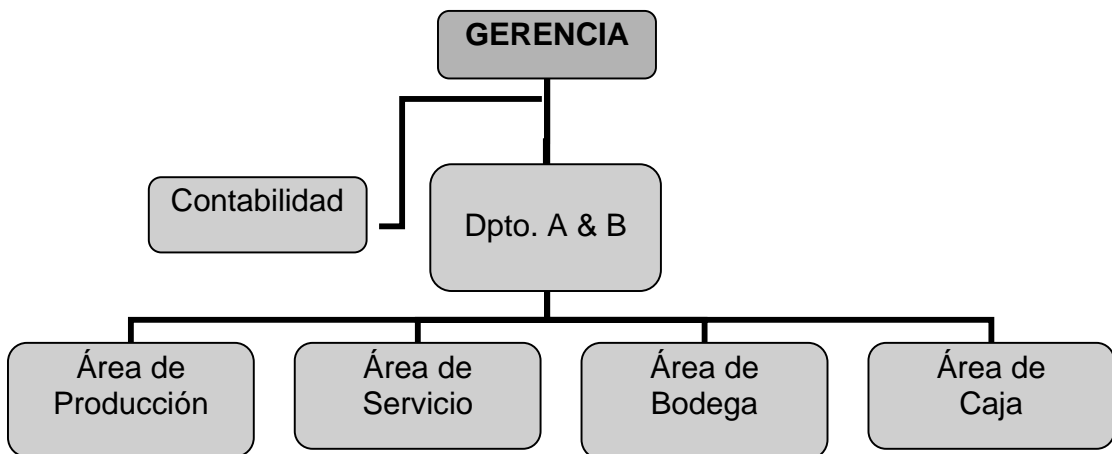 GERENCIA
Contabilidad
Dpto. A & B
Área de
Producción
Área de
Servicio
Área de
Bodega
Área de
Caja